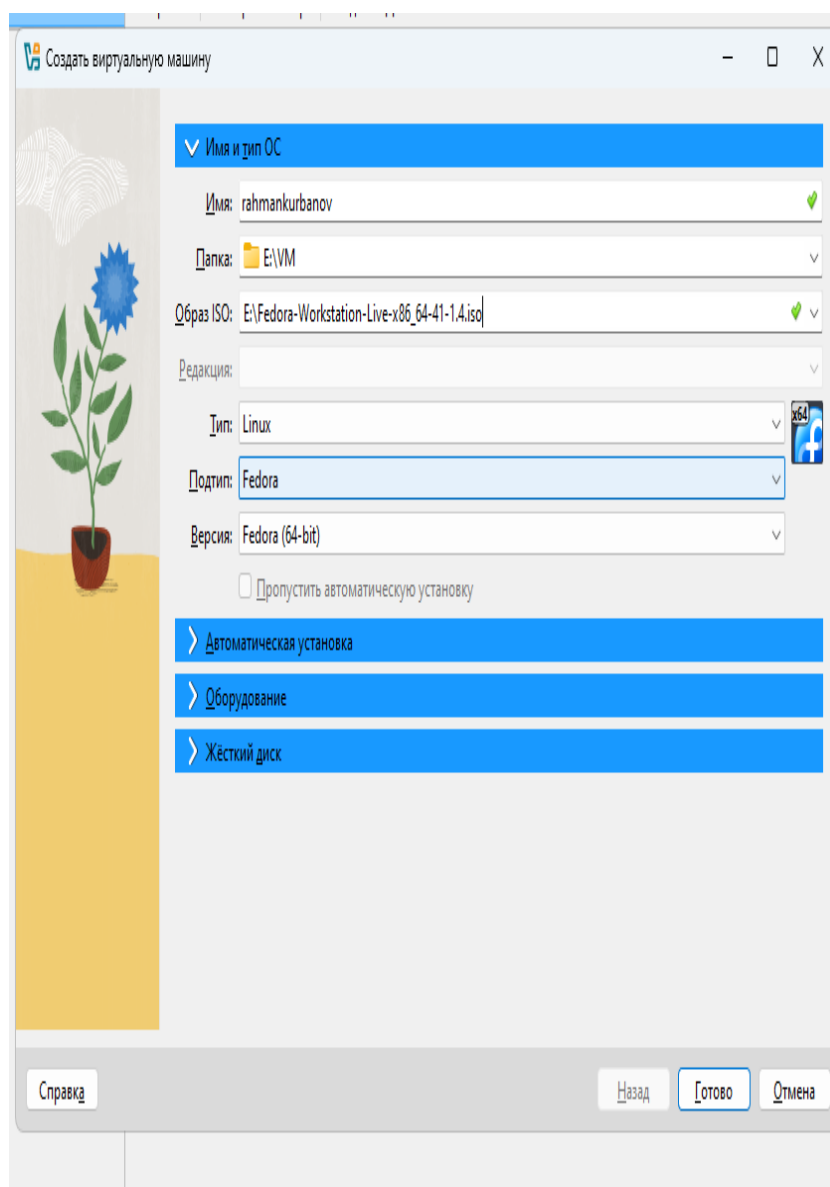 Создать виртуальную машину
Имя и тип ОС
Имя: rahmankurbanov
Папка: E:\VM
Образ ISO: E:\Fedora-Workstation-Live-x86_64-41-1.4.iso
Редакция:
Тип: Linux
x64
Подтип: Fedora
Версия: Fedora (64-bit)
Пропустить автоматическую установку
Автоматическая установка
Оборудование
Жёсткий диск
Справка Назад Готово Отмена